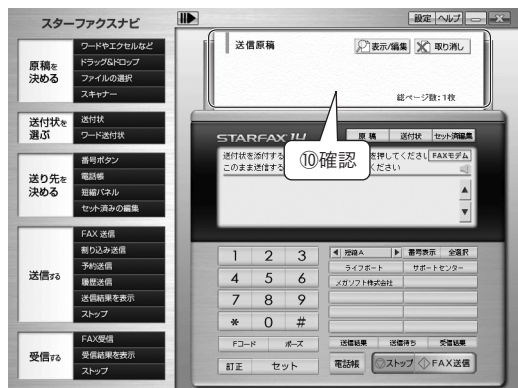 スターファクスナビ
設定
ヘルプ
原稿を決める
ワードやエクセルなど
ドラッグ&ドロップ
ファイルの選択
スキャナー
送付状を選ぶ
送付状
ワード送付状
送り先を決める
番号ボタン
電話帳
短縮パネル
セット済みの編集
送信する
FAX 送信
割り込み送信
予約送信
履歴送信
送信結果を表示
ストップ
受信する
FAX受信
受信結果を表示
ストップ
送信原稿
表示/編集
取り消し
総ページ数:1枚
⑩確認
STARFAX 14
原 稿
送付状
セット済編集
送付状を添付する
を押してください
FAXモデム
このまま送信する
ください
1 2 3
4 5 6
7 8 9
* 0 #
Fコード
ポーズ
訂正
セット
短縮A
番号表示
全選択
ライフボート
サポートセンター
メガソフト株式会社
送信結果
送信待ち
受信結果
電話帳
ストップ
FAX送信